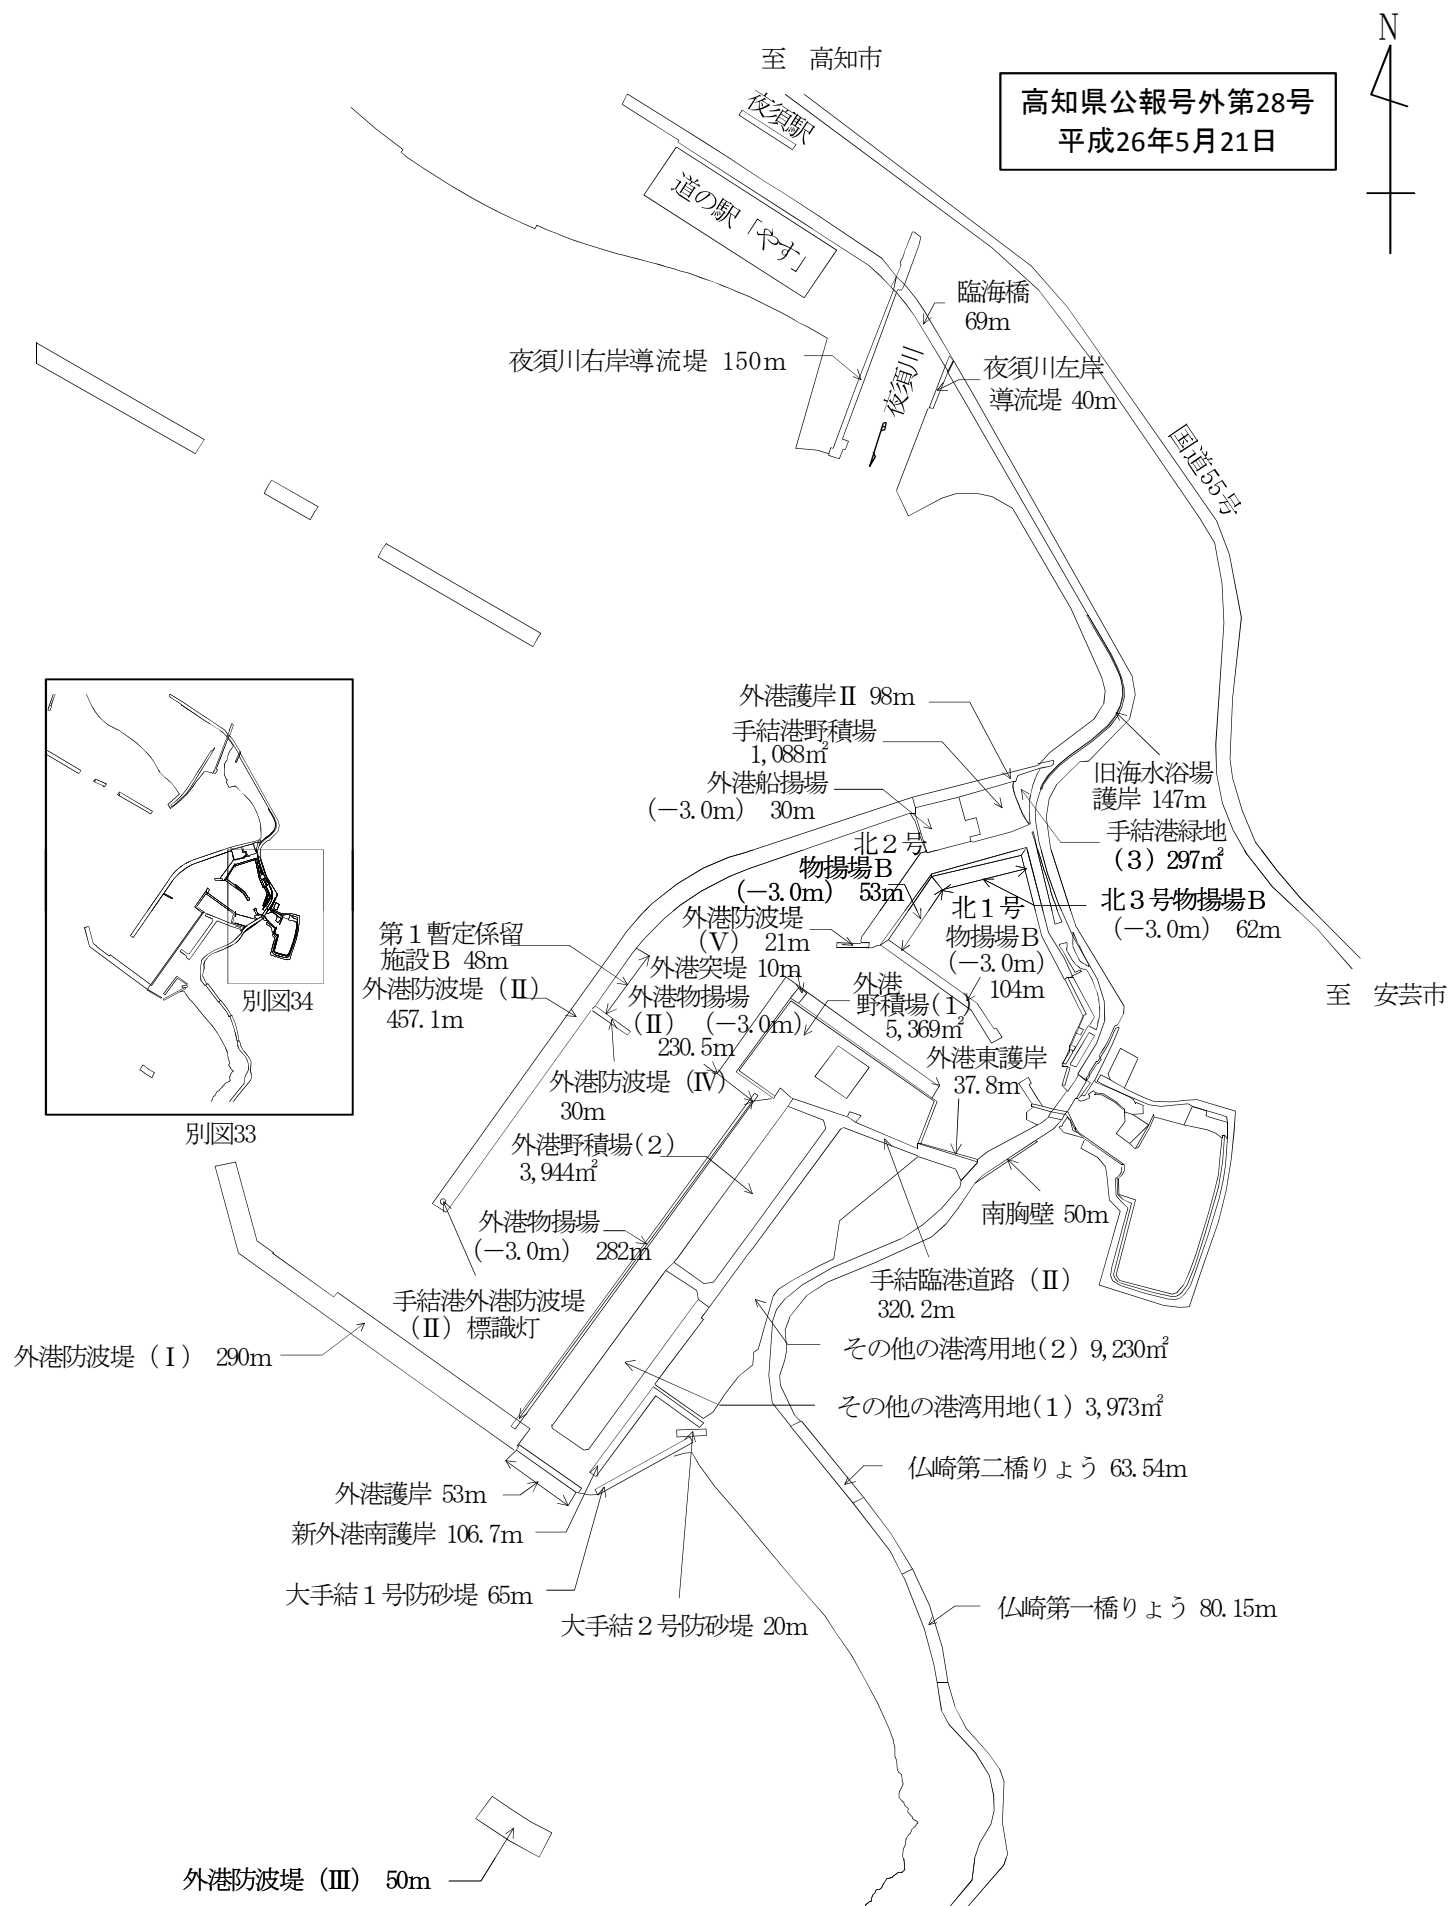 N
至　高知市
高知県公報号外第28号
平成26年5月21日
夜須駅
道の駅「やす」
臨海橋
69m
夜須川右岸導流堤 150m
夜須川
夜須川左岸
導流堤 40m
国道55号
外港護岸Ⅱ 98m
手結港野積場
1,088㎡
外港船揚場
(－3.0m) 30m
旧海水浴場
護岸 147m
手結港緑地
(3) 297㎡
北２号
物揚場Ｂ
(－3.0m) 53m
北３号物揚場Ｂ
(－3.0m) 62m
北１号
物揚場Ｂ
(－3.0m)
104m
外港防波堤
(Ⅴ) 21m
外港突堤 10m
第１暫定係留
施設Ｂ 48m
外港防波堤 (Ⅱ)
457.1m
外港物揚場
(Ⅱ) (－3.0m)
230.5m
外港
野積場(1)
5,369㎡
至　安芸市
外港東護岸
37.8m
外港防波堤 (Ⅳ)
30m
別図34
別図33
外港野積場(2)
3,944㎡
南胸壁 50m
外港物揚場
(－3.0m) 282m
手結臨港道路 (Ⅱ)
320.2m
手結港外港防波堤
(Ⅱ) 標識灯
外港防波堤 (Ⅰ) 290m
その他の港湾用地(2) 9,230㎡
その他の港湾用地(1) 3,973㎡
仏崎第二橋りょう 63.54m
外港護岸 53m
新外港南護岸 106.7m
大手結１号防砂堤 65m
大手結２号防砂堤 20m
仏崎第一橋りょう 80.15m
外港防波堤 (Ⅲ) 50m